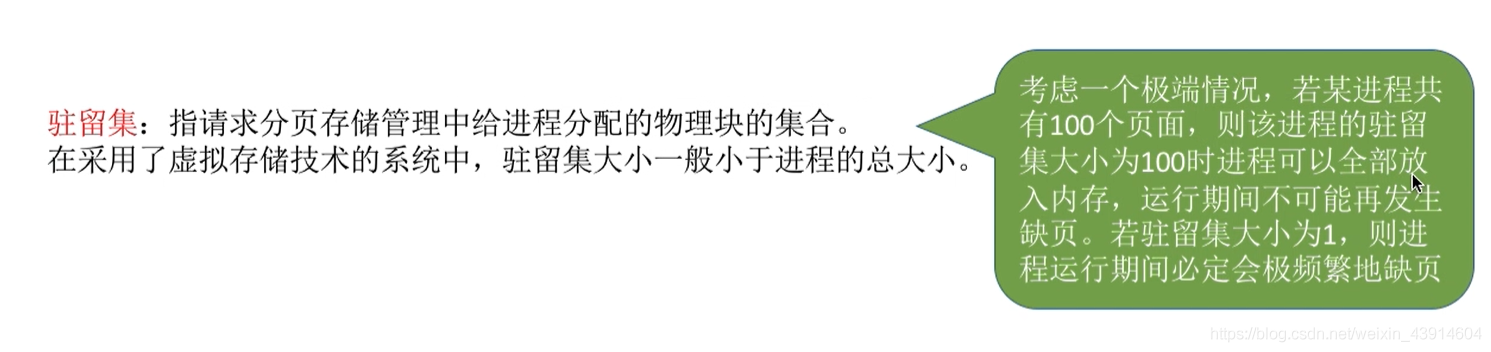 驻留集：指请求分页存储管理中给进程分配的物理块的集合。
在采用了虚拟存储技术的系统中，驻留集大小一般小于进程的总大小。
考虑一个极端情况，若某进程共
有100个页面，则该进程的驻留
集大小为100时进程可以全部放
入内存，运行期间不可能再发生
缺页。若驻留集大小为1，则进
程运行期间必定会极频繁地缺页
https://blog.csdn.net/weixin_43914604